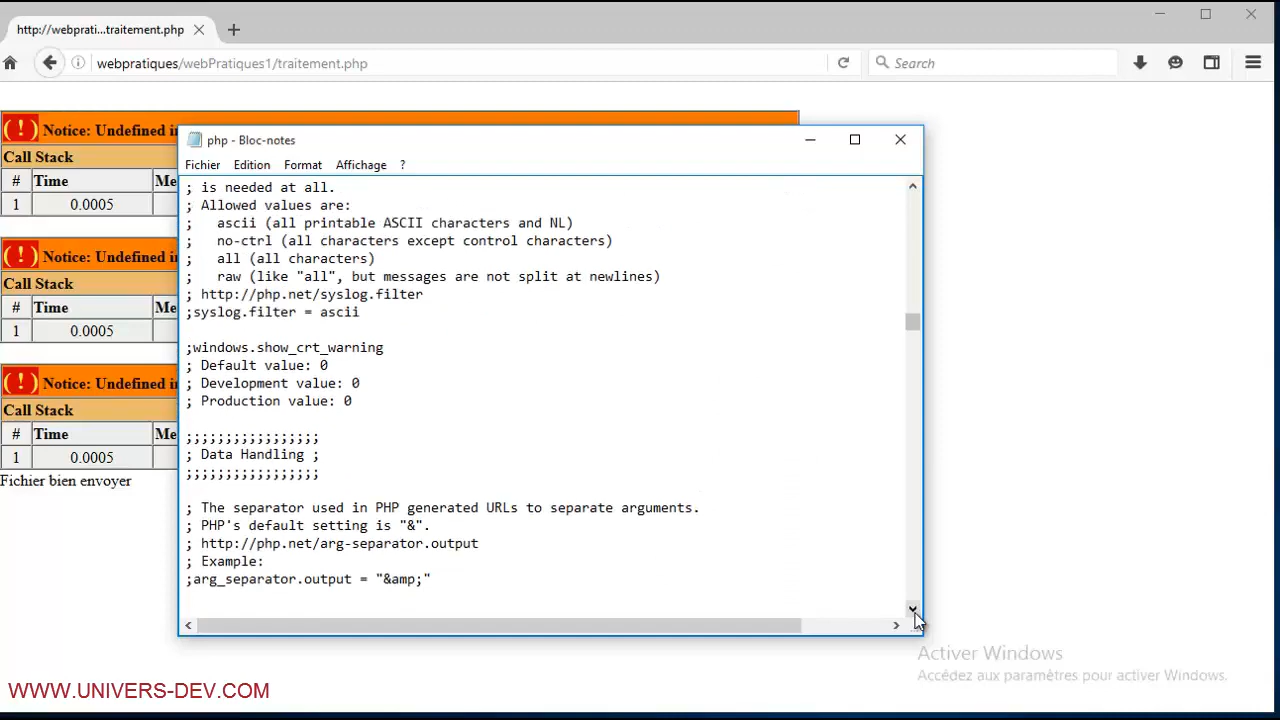 http://webprati...traitement.php
webpratiques/webPratiques1/traitement.php
Search
( ! ) Notice: Undefined in
Call Stack
# Time Me
1 0.0005
( ! ) Notice: Undefined in
Call Stack
# Time Me
1 0.0005
( ! ) Notice: Undefined in
Call Stack
# Time Me
1 0.0005
Fichier bien envoyer
php - Bloc-notes
Fichier Edition Format Affichage ?
; is needed at all.
; Allowed values are:
;   ascii (all printable ASCII characters and NL)
;   no-ctrl (all characters except control characters)
;   all (all characters)
;   raw (like "all", but messages are not split at newlines)
; http://php.net/syslog.filter
;syslog.filter = ascii
;windows.show_crt_warning
; Default value: 0
; Development value: 0
; Production value: 0
;;;;;;;;;;;;;;;;;
; Data Handling ;
;;;;;;;;;;;;;;;;;
; The separator used in PHP generated URLs to separate arguments.
; PHP's default setting is "&".
; http://php.net/arg-separator.output
; Example:
;arg_separator.output = "&amp;"
Activer Windows
Accédez aux paramètres pour activer Windows.
WWW.UNIVERS-DEV.COM